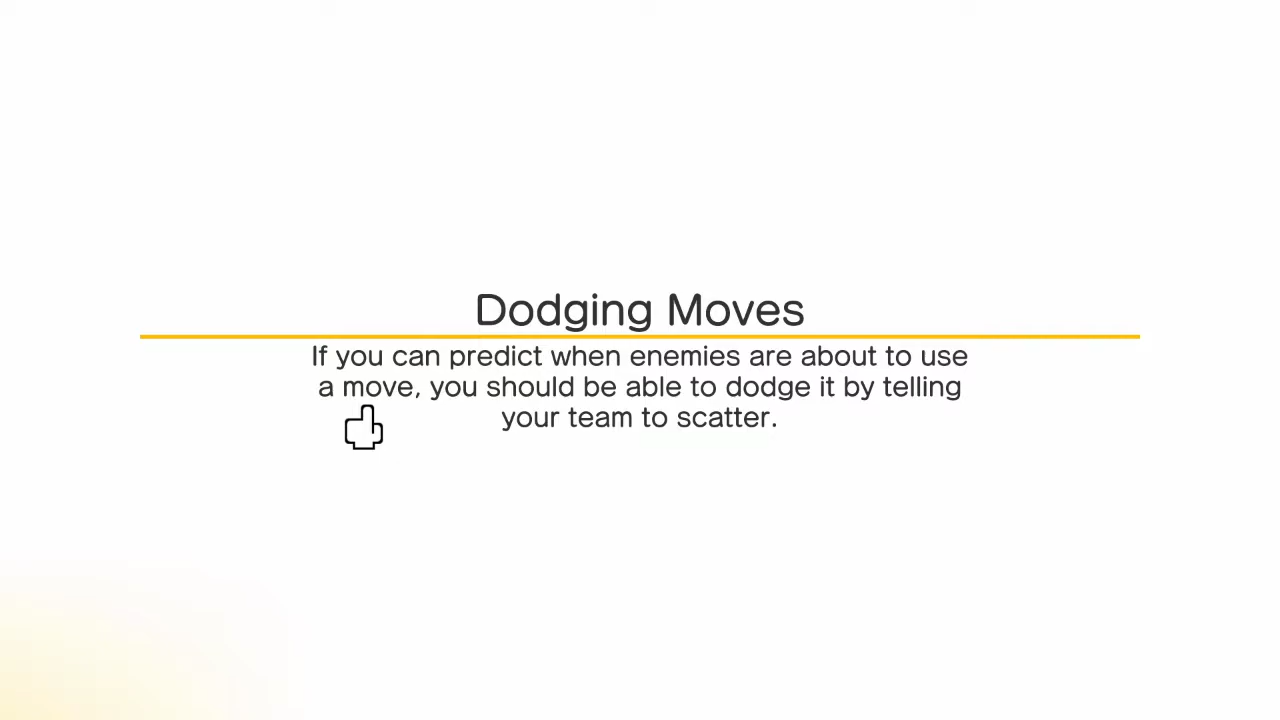 Dodging Moves
If you can predict when enemies are about to use
a move, you should be able to dodge it by telling
your team to scatter.